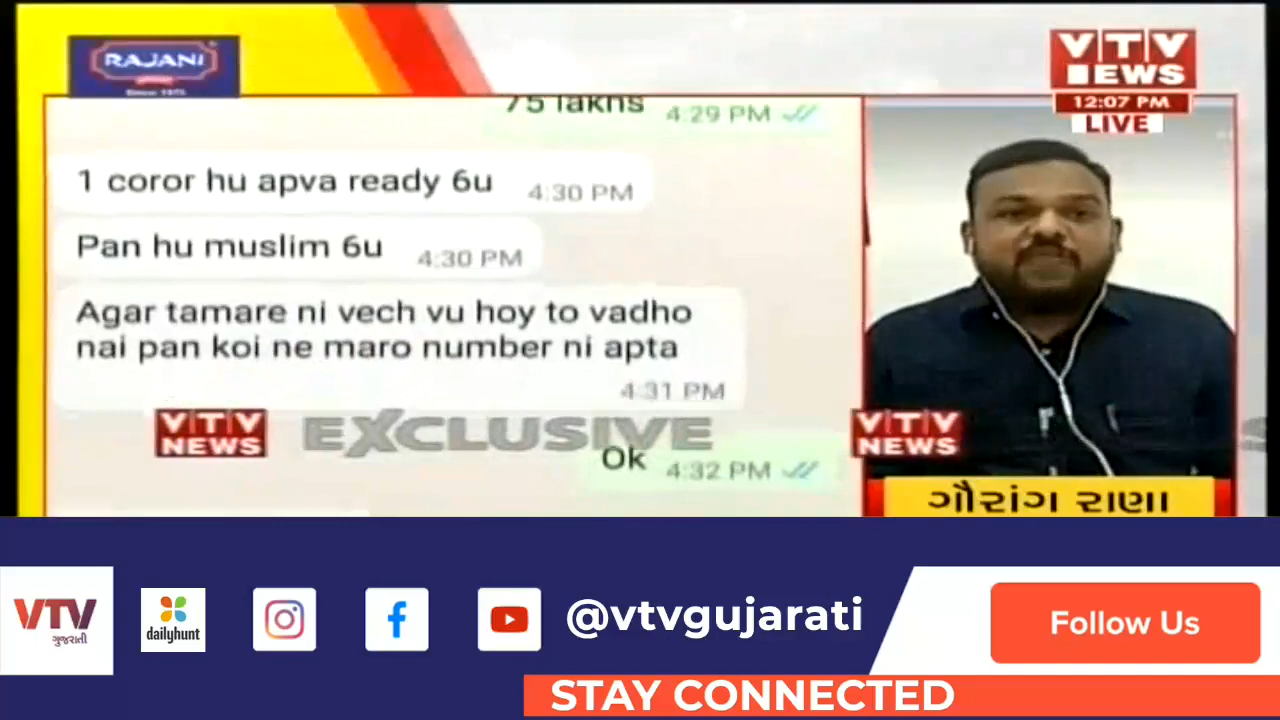 RAJANI
Since 1975
VTV
NEWS
12:07 PM
LIVE
75 lakhs 4:29 PM
1 coror hu apva ready 6u 4:30 PM
Pan hu muslim 6u 4:30 PM
Agar tamare ni vech vu hoy to vadho
nai pan koi ne maro number ni apta
4:31 PM
VTV
NEWS
EXCLUSIVE
VTV
NEWS
Ok 4:32 PM
ગૌરાંગ રાણા
VTV
ગુજરાતી
dailyhunt
@vtvgujarati
Follow Us
STAY CONNECTED